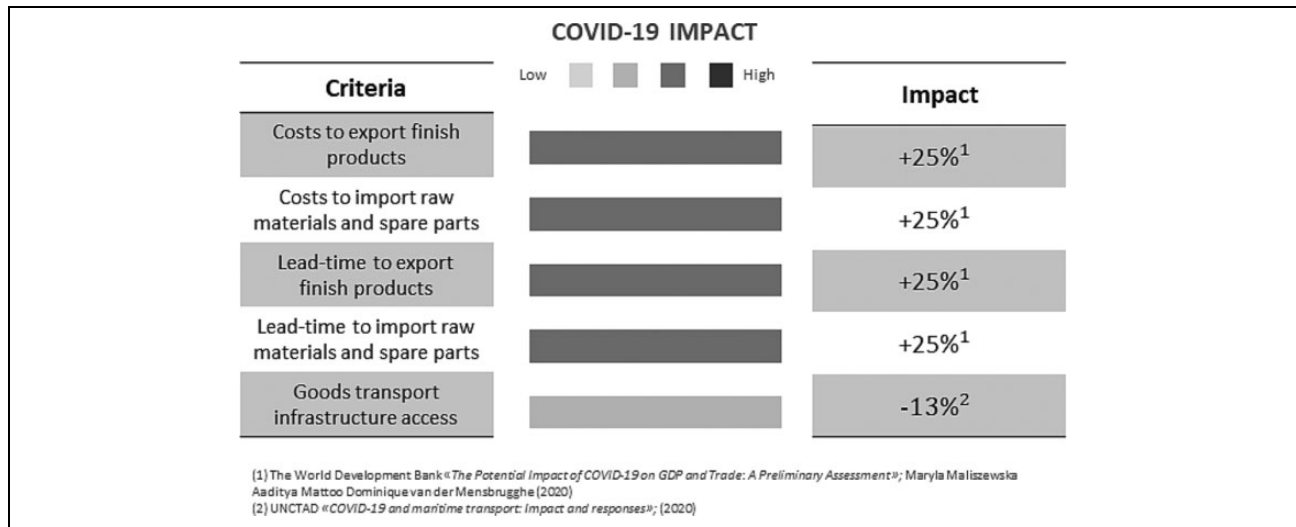 COVID-19 IMPACT
Low High
Criteria
Impact
Costs to export finish
products
+25%¹
Costs to import raw
materials and spare parts
+25%¹
Lead-time to export
finish products
+25%¹
Lead-time to import raw
materials and spare parts
+25%¹
Goods transport
infrastructure access
-13%²
(1) The World Development Bank «The Potential Impact of COVID-19 on GDP and Trade: A Preliminary Assessment»; Maryla Maliszewska
Aaditya Mattoo Dominique van der Mensbrugghe (2020)
(2) UNCTAD «COVID-19 and maritime transport: Impact and responses»; (2020)